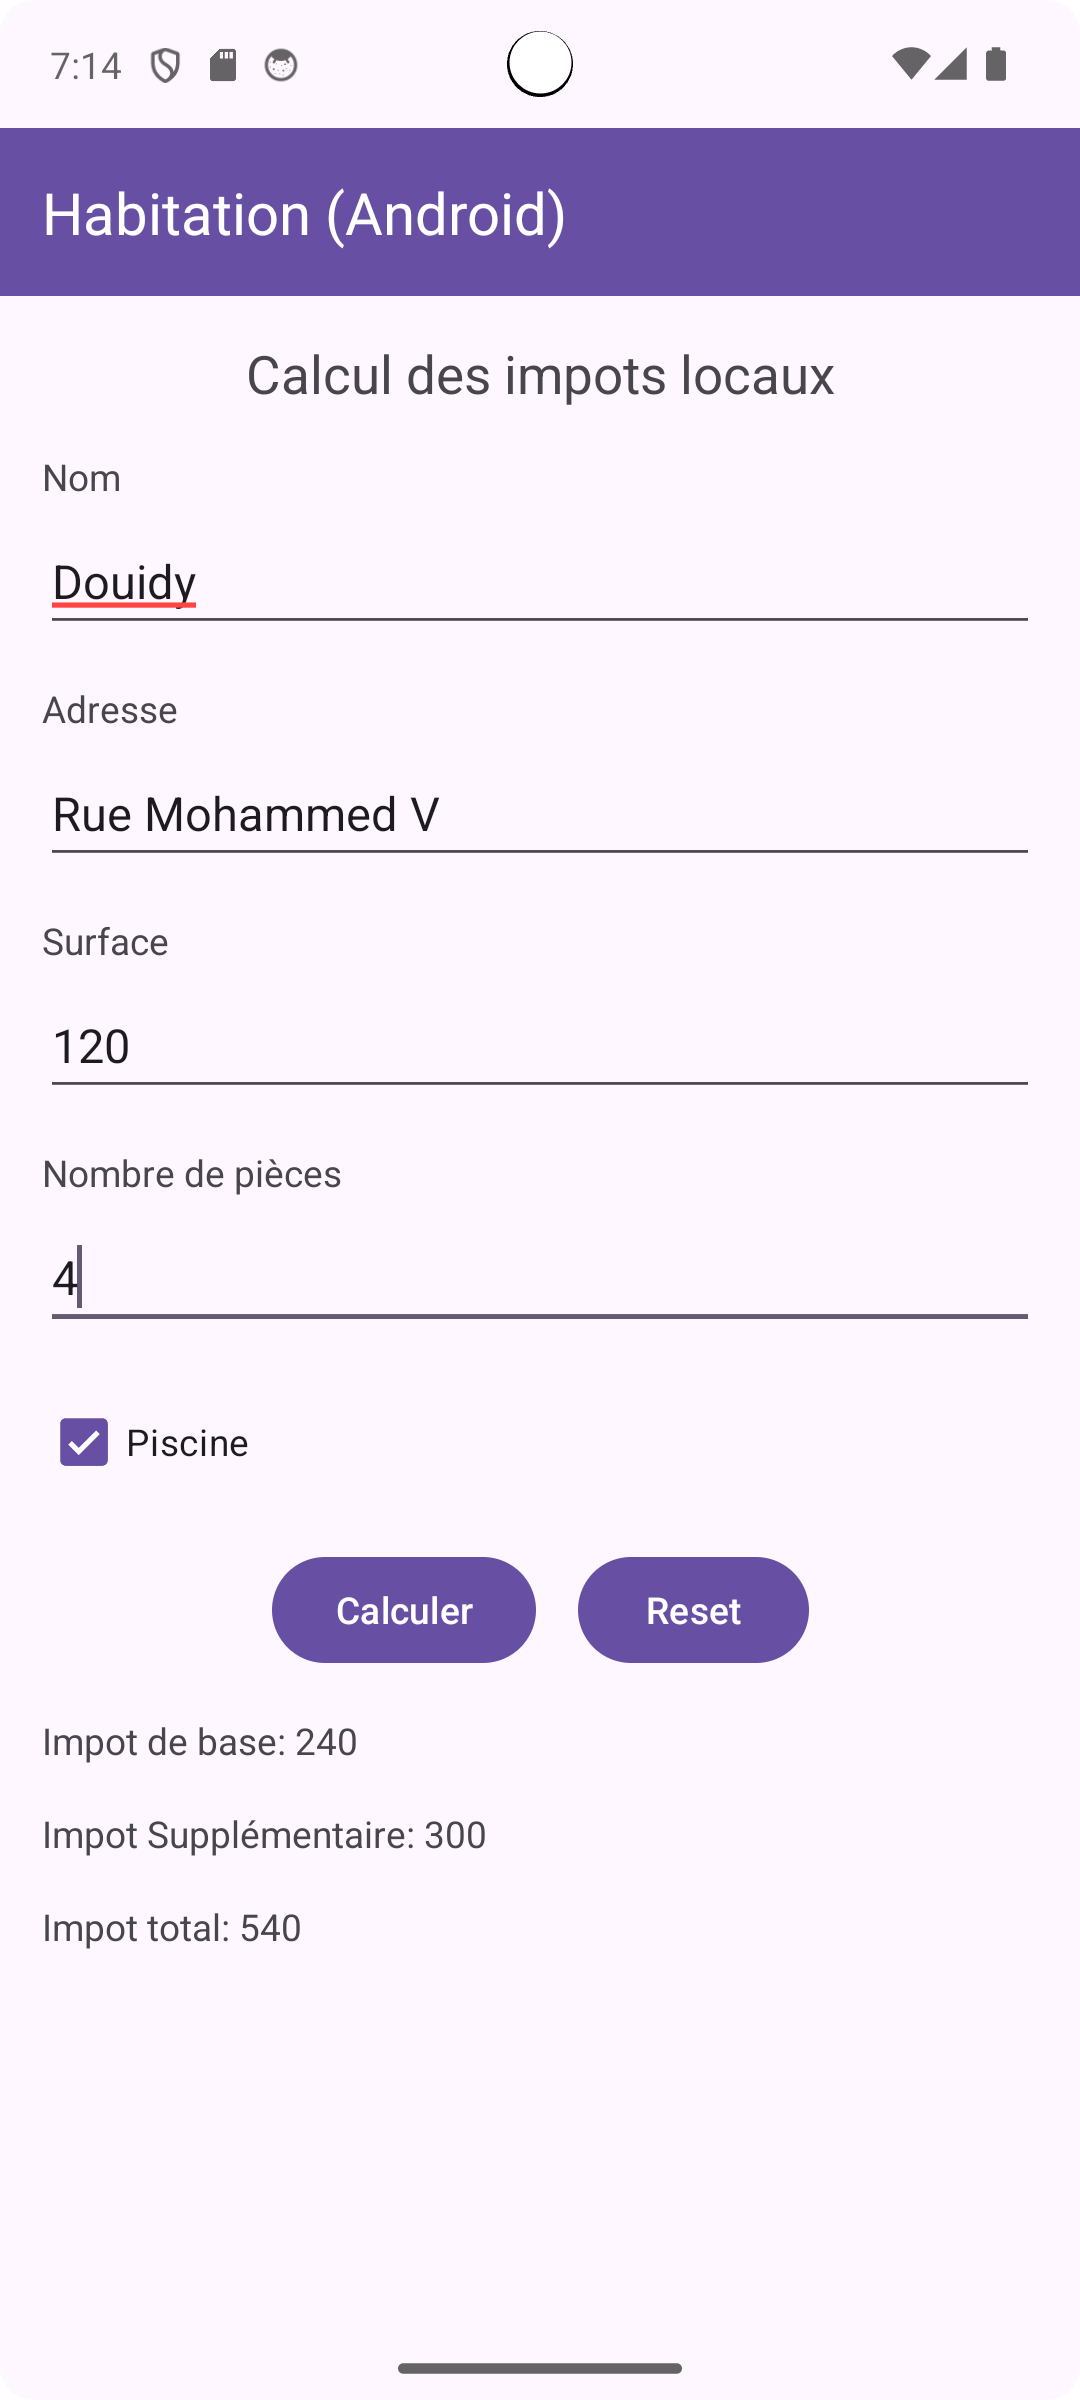 7:14
Habitation (Android)
Calcul des impots locaux
Nom
Douidy
Adresse
Rue Mohammed V
Surface
120
Nombre de pièces
4
Piscine
Calculer Reset
Impot de base: 240
Impot Supplémentaire: 300
Impot total: 540